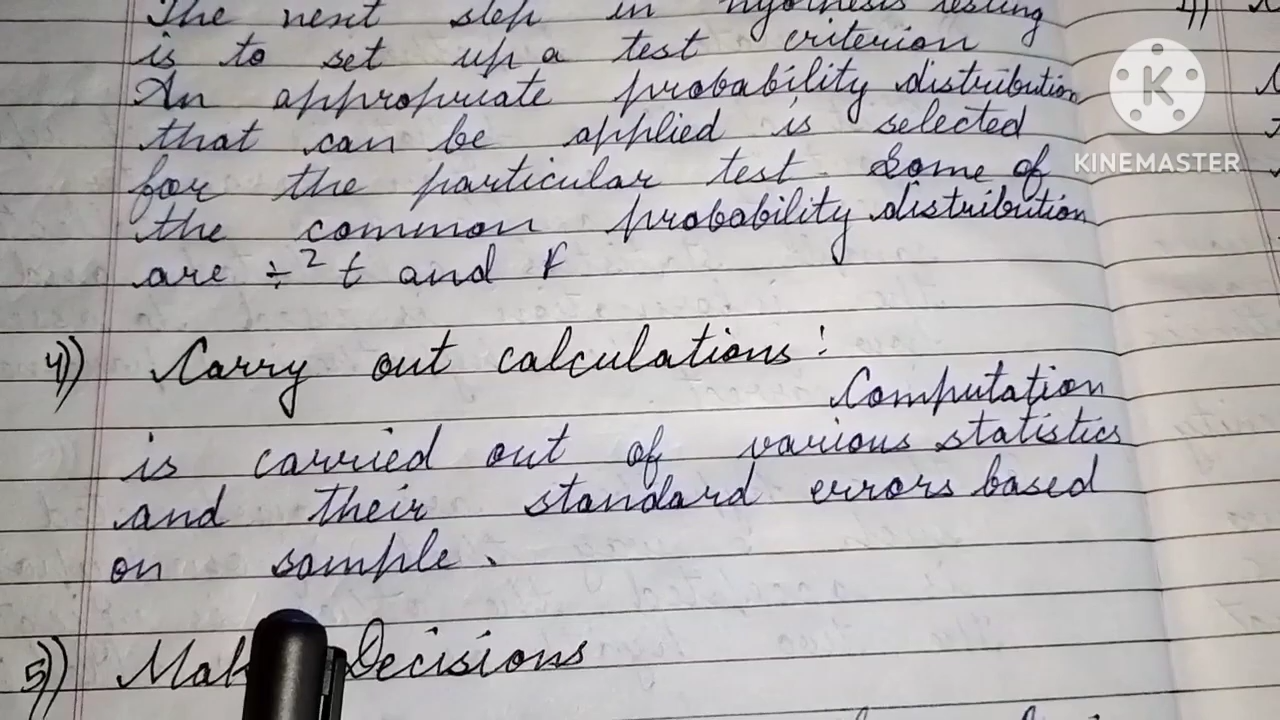 The next step in hypothesis testing
is to set up a test criterion
An appropriate probability distribution
that can be applied is selected
for the particular test. Some of
the common probability distribution
are ÷² t and F
4)) Carry out calculations:
Computation
is carried out of various statistics
and their standard errors based
on sample.
5)) Decisions
K
KINEMASTER